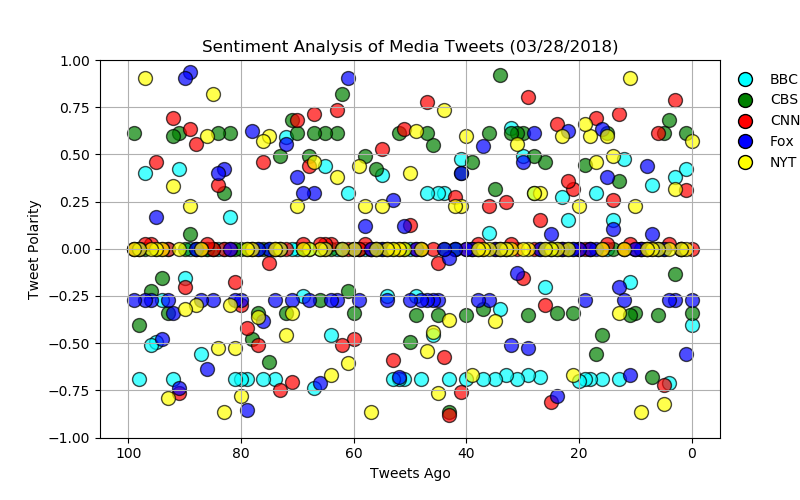 Sentiment Analysis of Media Tweets (03/28/2018)
1.00
0.75
0.50
0.25
0.00
−0.25
−0.50
−0.75
−1.00
Tweet Polarity
100
80
60
40
20
0
Tweets Ago
BBC
CBS
CNN
Fox
NYT